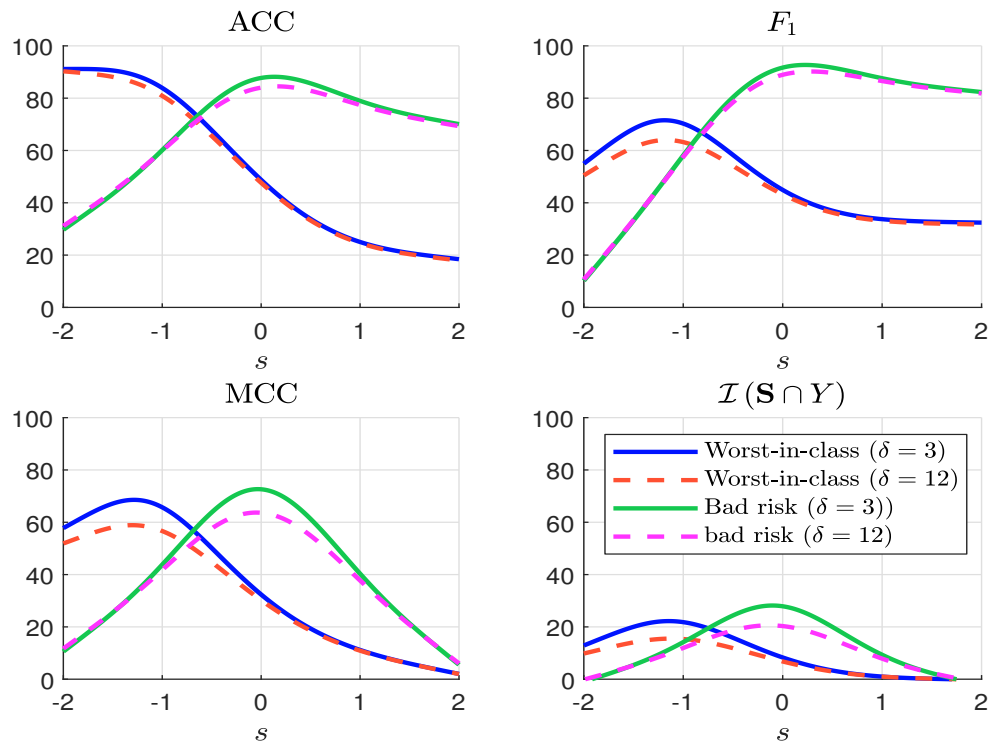 ACC
100
80
60
40
20
0
-2 -1 0 1 2
s
F₁
100
80
60
40
20
0
-2 -1 0 1 2
s
MCC
100
80
60
40
20
0
-2 -1 0 1 2
s
𝓘 (𝐒 ∩ Y)
100
80
60
40
20
0
-2 -1 0 1 2
s
Worst-in-class (δ = 3)
Worst-in-class (δ = 12)
Bad risk (δ = 3))
bad risk (δ = 12)